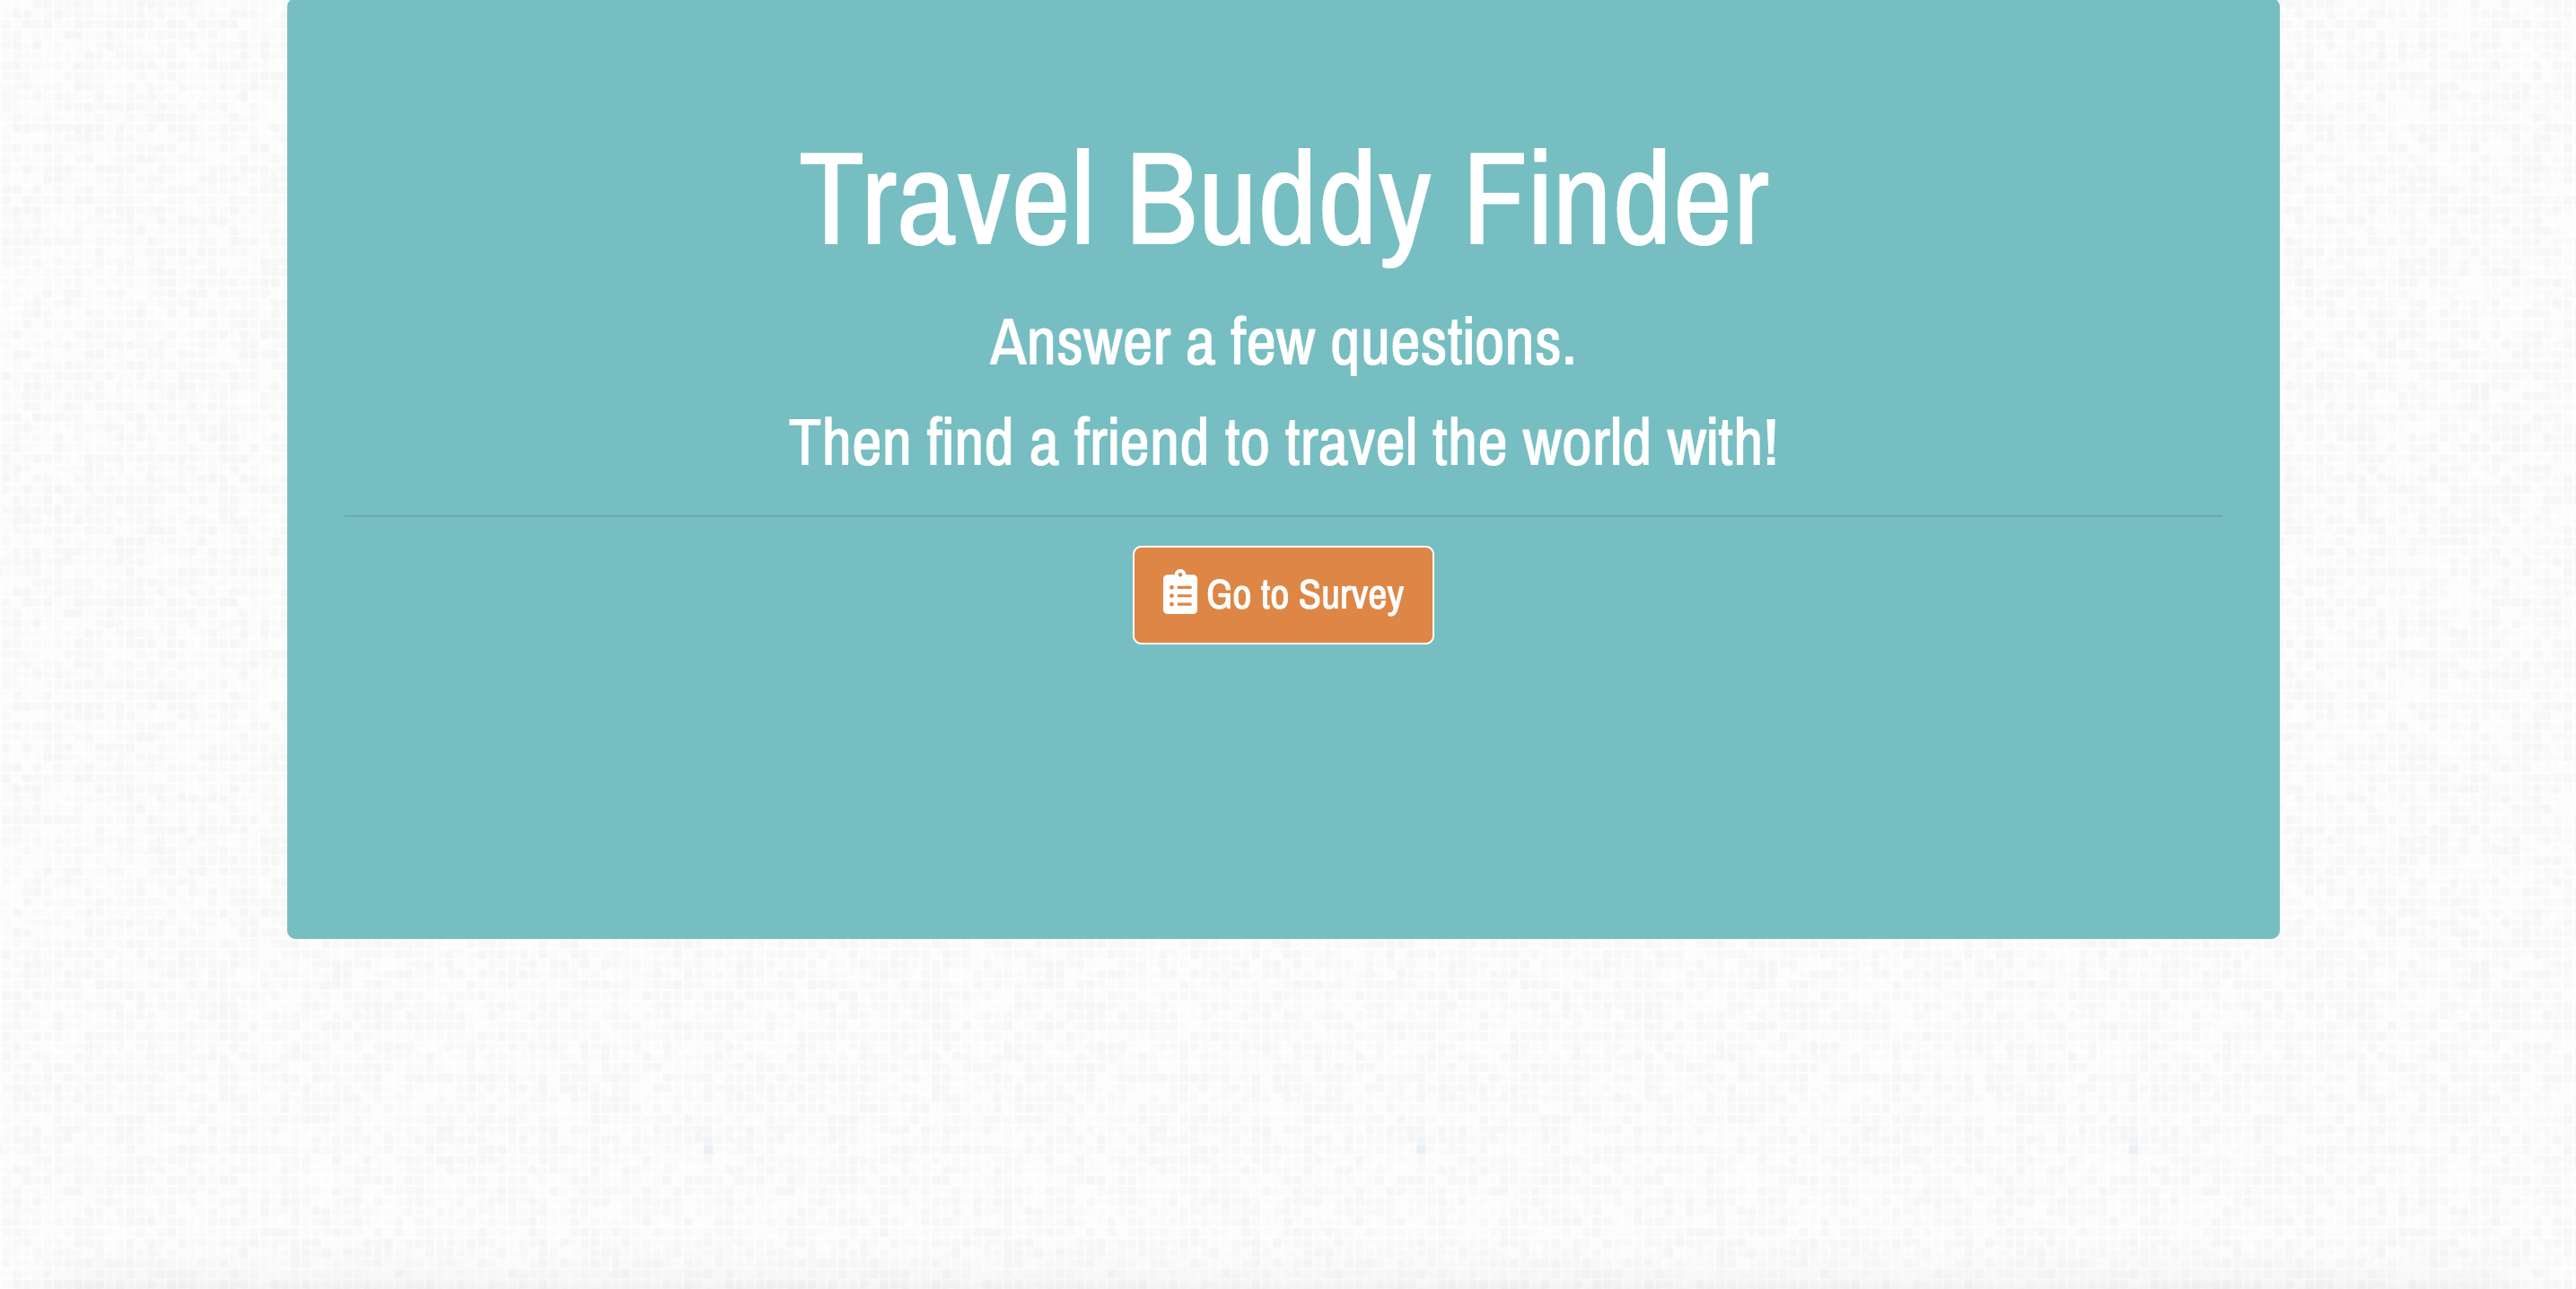 Travel Buddy Finder
Answer a few questions.
Then find a friend to travel the world with!
Go to Survey